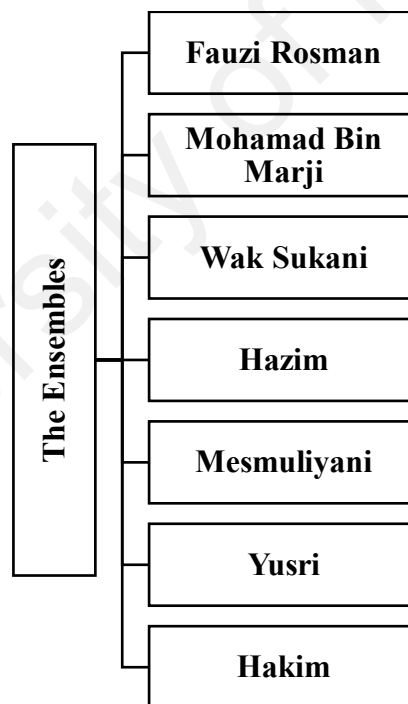 The Ensembles
Fauzi Rosman
Mohamad Bin
Marji
Wak Sukani
Hazim
Mesmuliyani
Yusri
Hakim